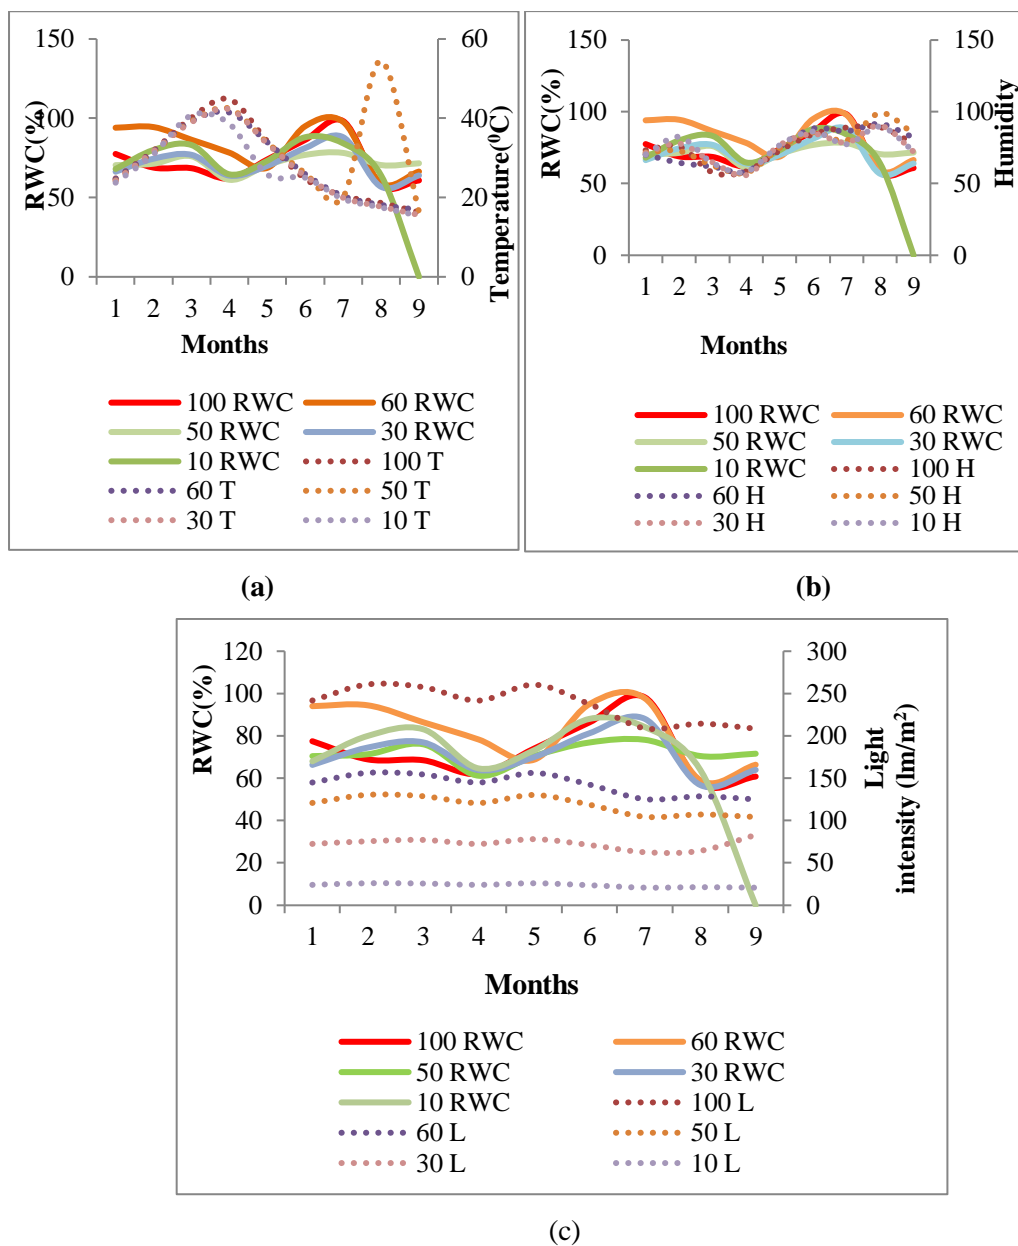 150
100
50
0
RWC(%)
60
40
20
0
Temperature(⁰C)
1 2 3 4 5 6 7 8 9
Months
100 RWC 60 RWC
50 RWC 30 RWC
10 RWC 100 T
60 T 50 T
30 T 10 T
(a)
150
100
50
0
RWC(%)
150
100
50
0
Humidity
1 2 3 4 5 6 7 8 9
Months
100 RWC 60 RWC
50 RWC 30 RWC
10 RWC 100 H
60 H 50 H
30 H 10 H
(b)
120
100
80
60
40
20
0
RWC(%)
300
250
200
150
100
50
0
Light
intensity (lm/m²)
1 2 3 4 5 6 7 8 9
Months
100 RWC 60 RWC
50 RWC 30 RWC
10 RWC 100 L
60 L 50 L
30 L 10 L
(c)